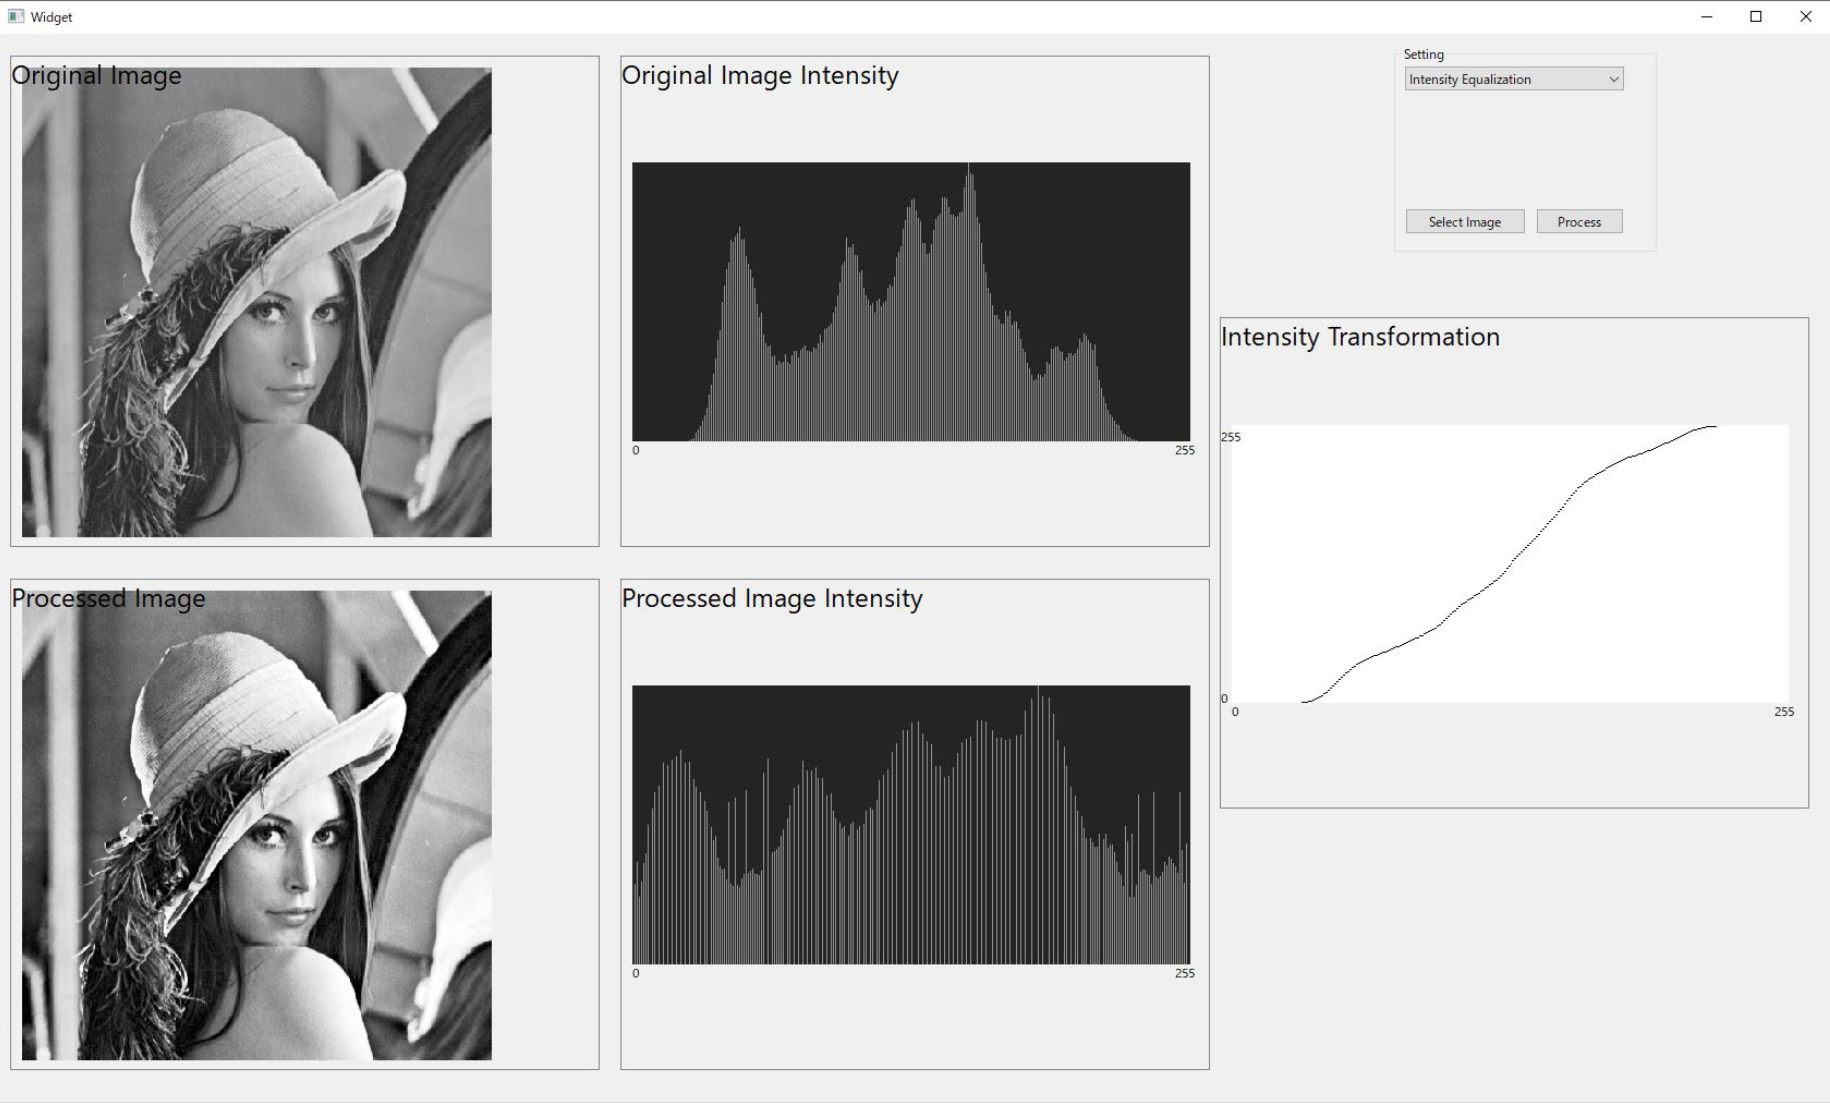 Widget
Original Image
Original Image Intensity
0
255
Setting
Intensity Equalization
Select Image
Process
Intensity Transformation
255
0
0
255
Processed Image
Processed Image Intensity
0
255